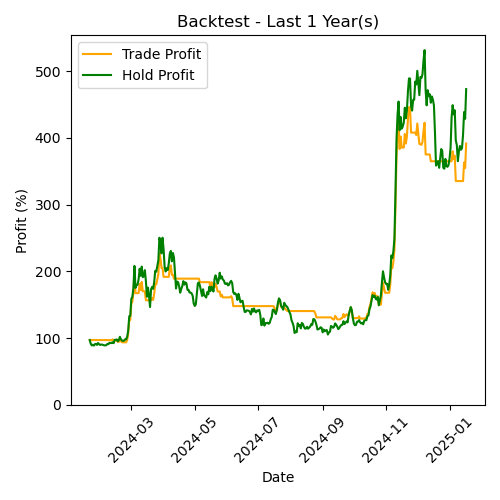 Backtest - Last 1 Year(s)
Trade Profit
Hold Profit
Profit (%)
500
400
300
200
100
0
2024-03
2024-05
2024-07
2024-09
2024-11
2025-01
Date